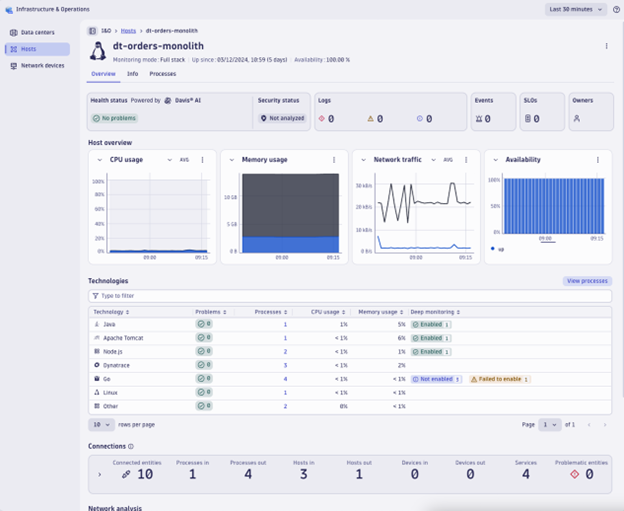 Infrastructure & Operations
Last 30 minutes
Data centers
Hosts
Network devices
I&O > Hosts > dt-orders-monolith
dt-orders-monolith
Monitoring mode: Full stack Up since: 03/12/2024, 10:59 (5 days) Availability: 100.00 %
Overview Info Processes
Health status Powered by Davis® AI
No problems
Security status
Not analyzed
Logs
0 0 0
Events
0
SLOs
0
Owners
Host overview
CPU usage AVG
100%
80%
60%
40%
20%
0%
09:00 09:15
Memory usage
10 GB
5 GB
0 B
09:00 09:15
Network traffic AVG
30 kB/s
20 kB/s
10 kB/s
0 B/s
09:00 09:15
Availability
100%
50%
0%
09:00 09:15
up
Technologies
View processes
Type to filter
Technology Problems Processes CPU usage Memory usage Deep monitoring
Java 0 1 1% 5% Enabled 1
Apache Tomcat 0 1 < 1% 6% Enabled 1
Node.js 0 2 < 1% 1% Enabled 1
Dynatrace 0 3 < 1% 2%
Go 0 4 < 1% < 1% Not enabled Failed to enable 1
Linux 0 1 < 1% < 1%
Other 0 2 0% < 1%
10 rows per page
Page 1 of 1
Connections
Connected entities Processes in Processes out Hosts in Hosts out Devices in Devices out Services Problematic entities
10 1 4 3 1 0 0 4 0
Network analysis